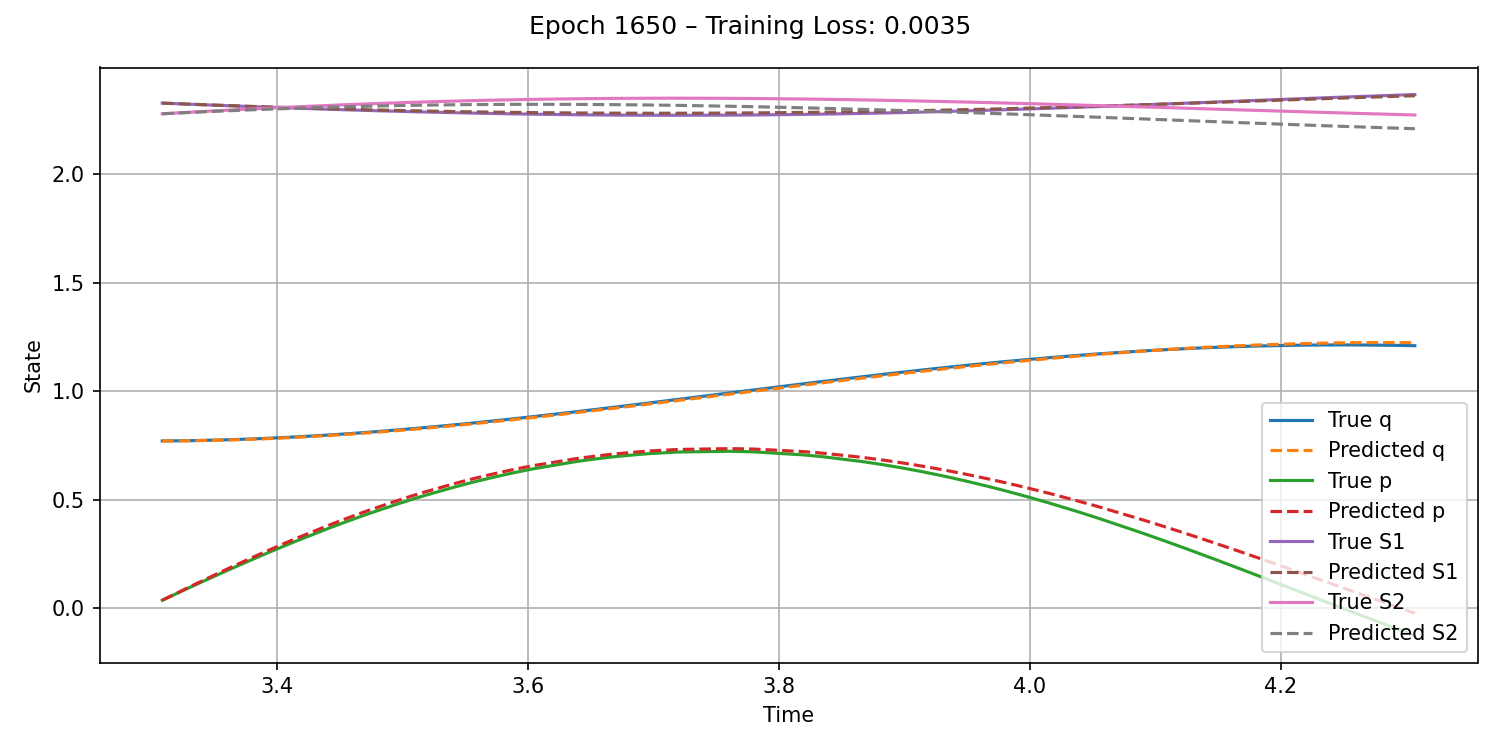 Epoch 1650 – Training Loss: 0.0035
State
2.0
1.5
1.0
0.5
0.0
True q
Predicted q
True p
Predicted p
True S1
Predicted S1
True S2
Predicted S2
3.4 3.6 3.8 4.0 4.2
Time